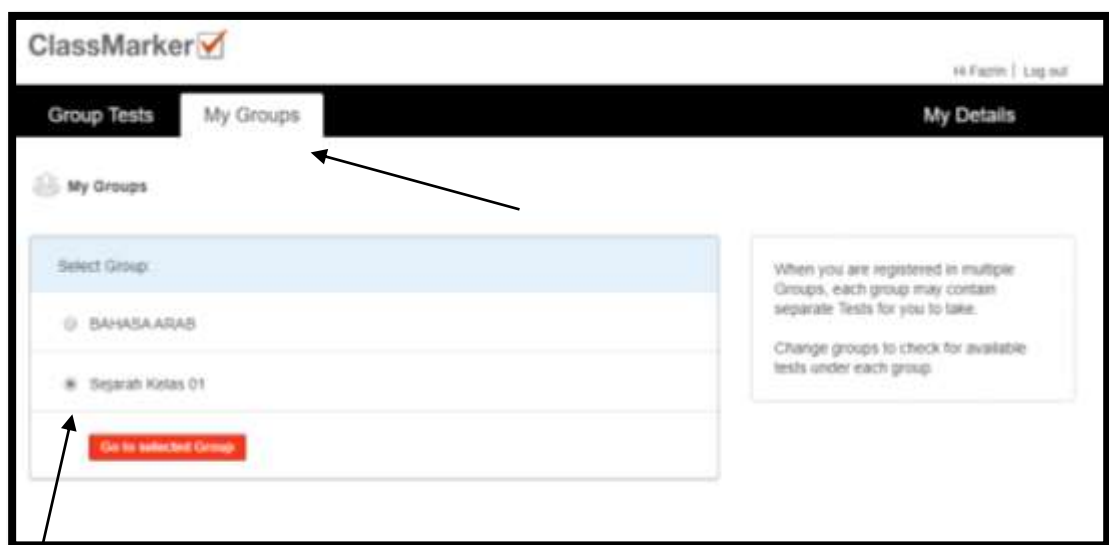 ClassMarker
Hi Fazrin | Log out
Group Tests
My Groups
My Details
My Groups
Select Group:
BAHASA ARAB
Sejarah Kelas 01
Go to selected Group
When you are registered in multiple
Groups, each group may contain
separate Tests for you to take.
Change groups to check for available
tests under each group.